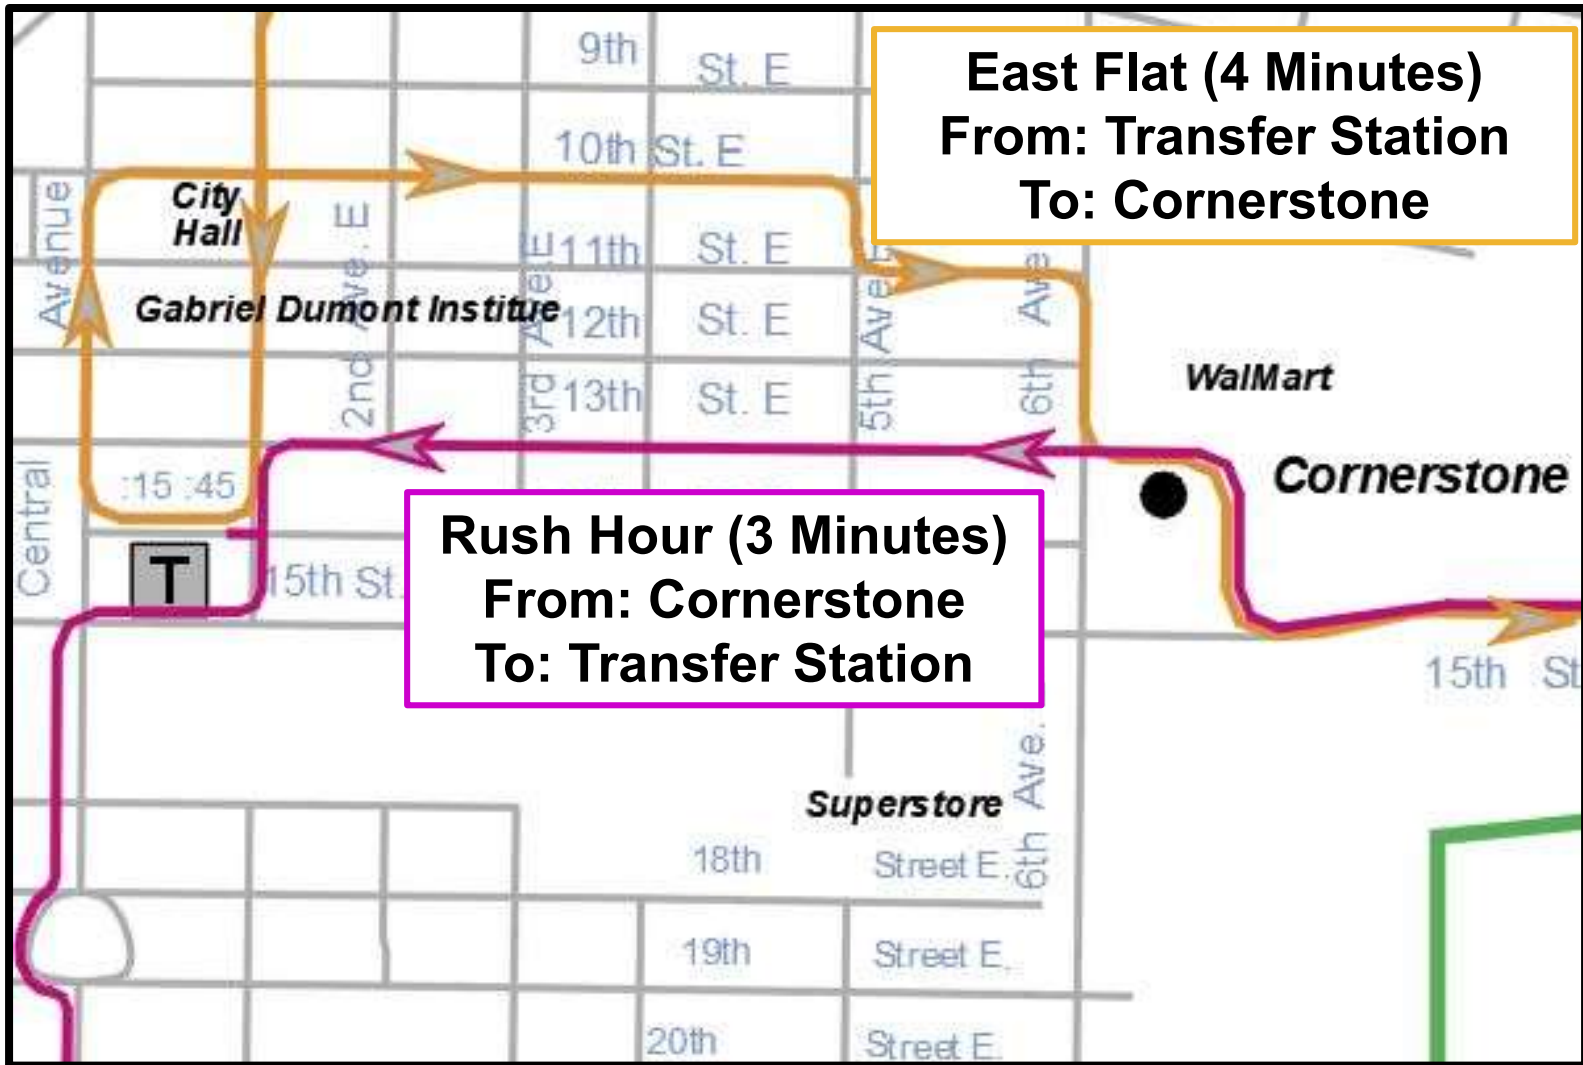 9th
St. E
East Flat (4 Minutes)
From: Transfer Station
To: Cornerstone
10th St. E
City
Hall
Avenue
2nd Ave. E
3rd Ave. E
11th St. E
5th Ave. E
6th Ave
Gabriel Dumont Institue
12th St. E
WalMart
13th St. E
Cornerstone
:15 :45
Central
T
15th St.
Rush Hour (3 Minutes)
From: Cornerstone
To: Transfer Station
15th St
6th Ave.
Superstore
18th Street E.
19th Street E.
20th Street E.